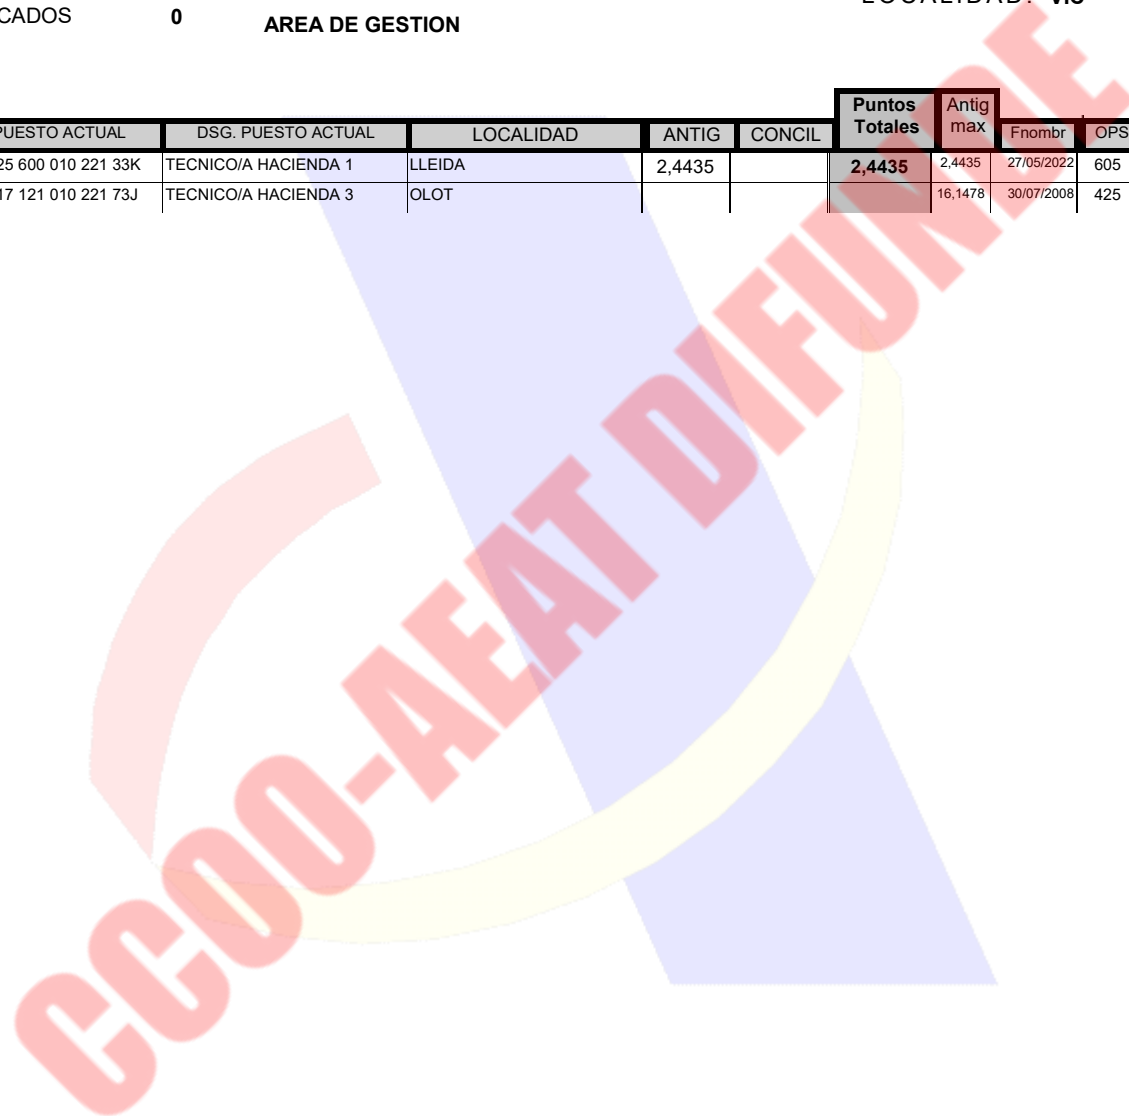 CADOS 0 AREA DE GESTION LOCALIDAD:
PUESTO ACTUAL DSG. PUESTO ACTUAL LOCALIDAD ANTIG CONCIL Puntos Totales Antig max Fnombr OPS
25 600 010 221 33K TECNICO/A HACIENDA 1 LLEIDA 2,4435 2,4435 2,4435 27/05/2022 605
17 121 010 221 73J TECNICO/A HACIENDA 3 OLOT 16,1478 30/07/2008 425
CCOO-AEAT DIFUNDE